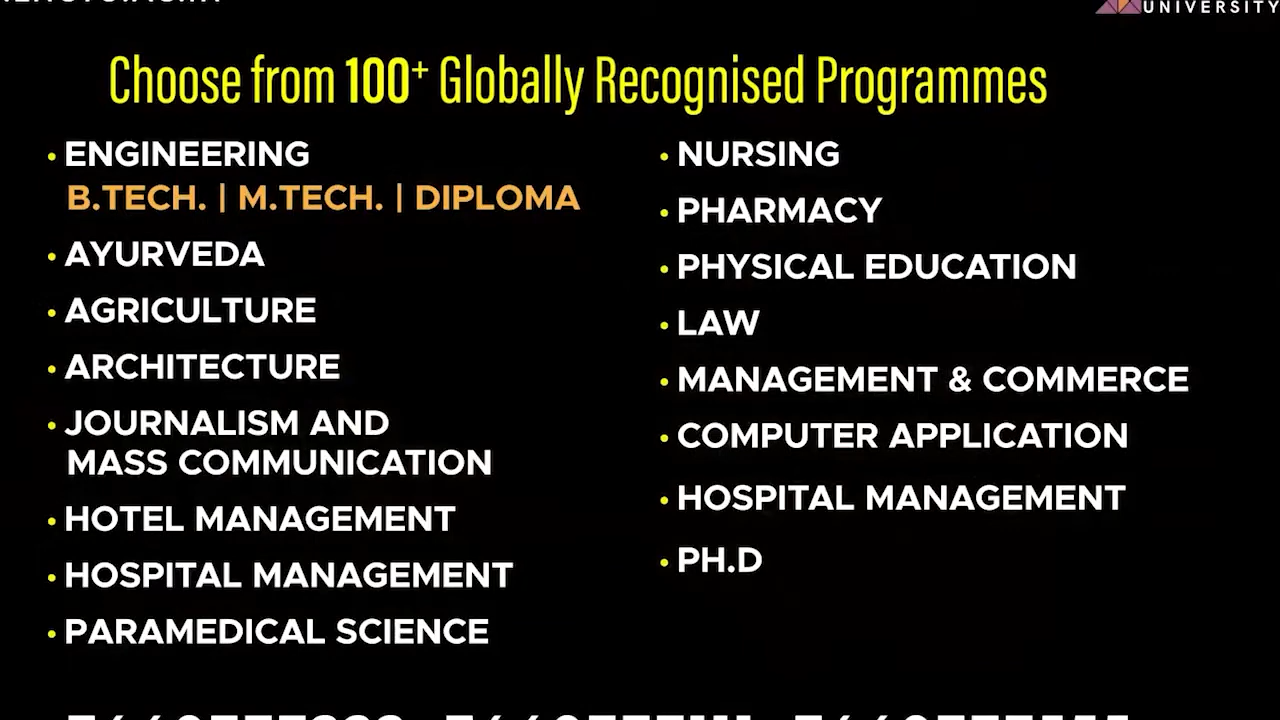 UNIVERSITY
Choose from 100+ Globally Recognised Programmes
• ENGINEERING
B.TECH. | M.TECH. | DIPLOMA
• AYURVEDA
• AGRICULTURE
• ARCHITECTURE
• JOURNALISM AND
MASS COMMUNICATION
• HOTEL MANAGEMENT
• HOSPITAL MANAGEMENT
• PARAMEDICAL SCIENCE
• NURSING
• PHARMACY
• PHYSICAL EDUCATION
• LAW
• MANAGEMENT & COMMERCE
• COMPUTER APPLICATION
• HOSPITAL MANAGEMENT
• PH.D